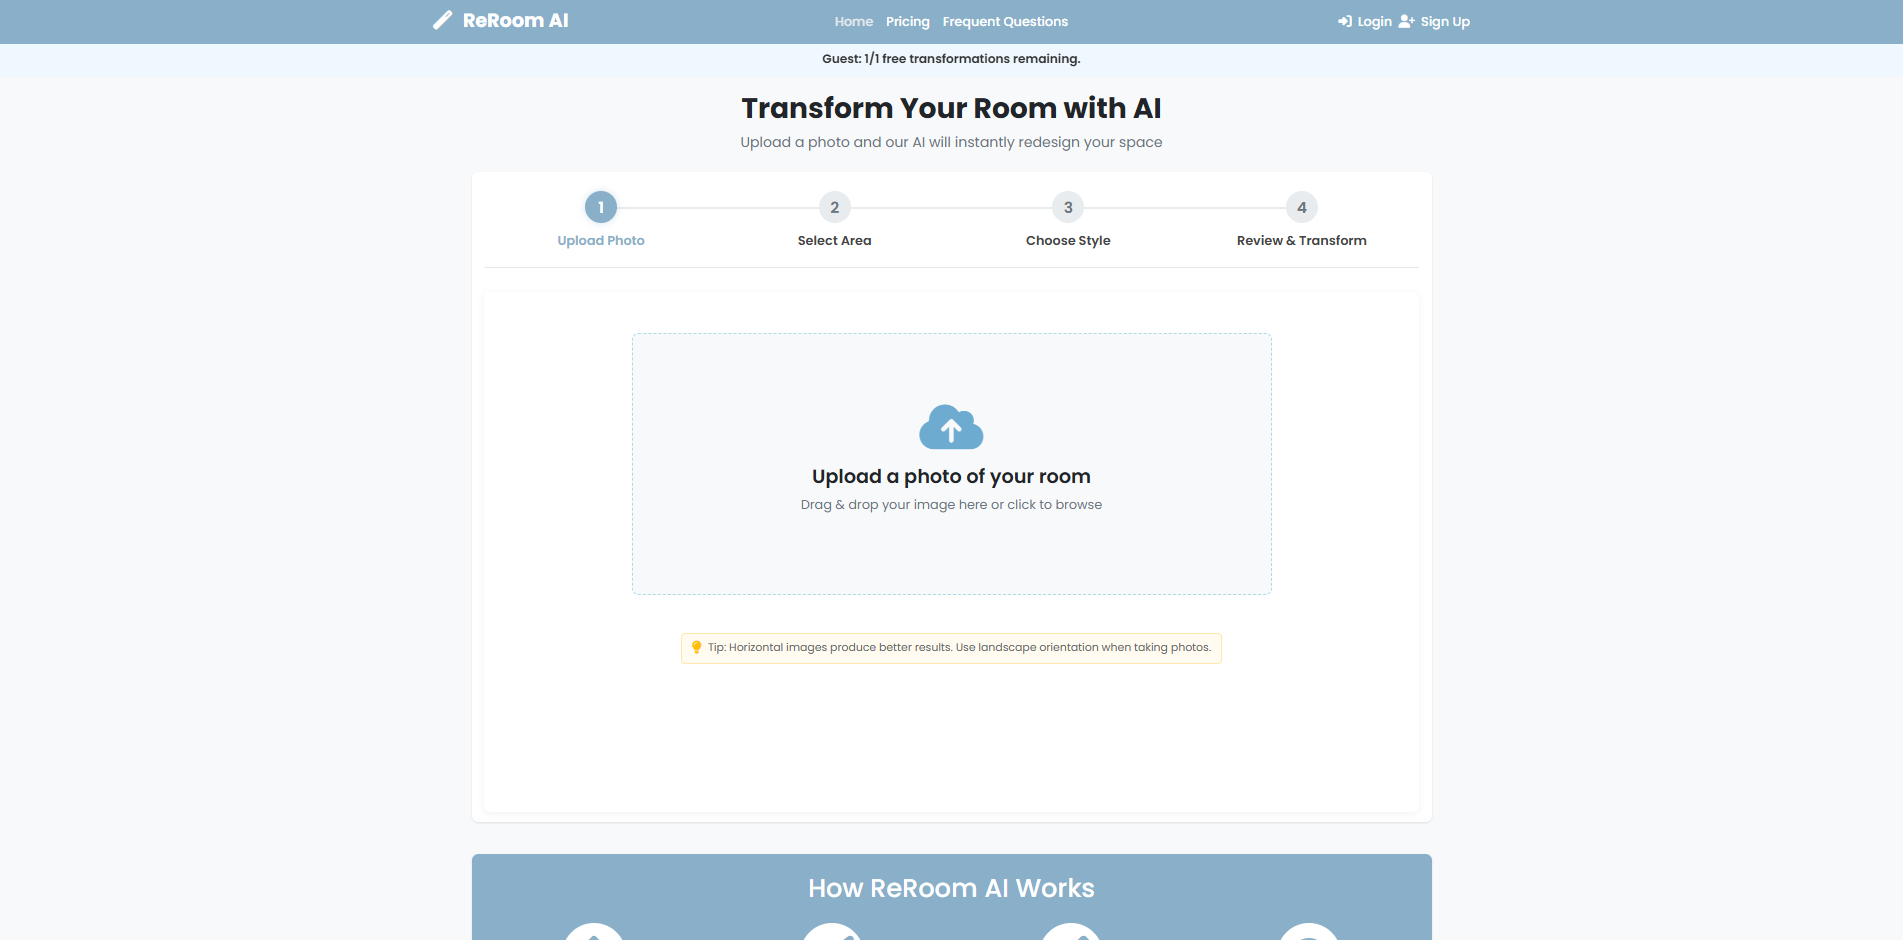 ReRoom AI
Home Pricing Frequent Questions
Login Sign Up
Guest: 1/1 free transformations remaining.
Transform Your Room with AI
Upload a photo and our AI will instantly redesign your space
1 2 3 4
Upload Photo Select Area Choose Style Review & Transform
Upload a photo of your room
Drag & drop your image here or click to browse
Tip: Horizontal images produce better results. Use landscape orientation when taking photos.
How ReRoom AI Works